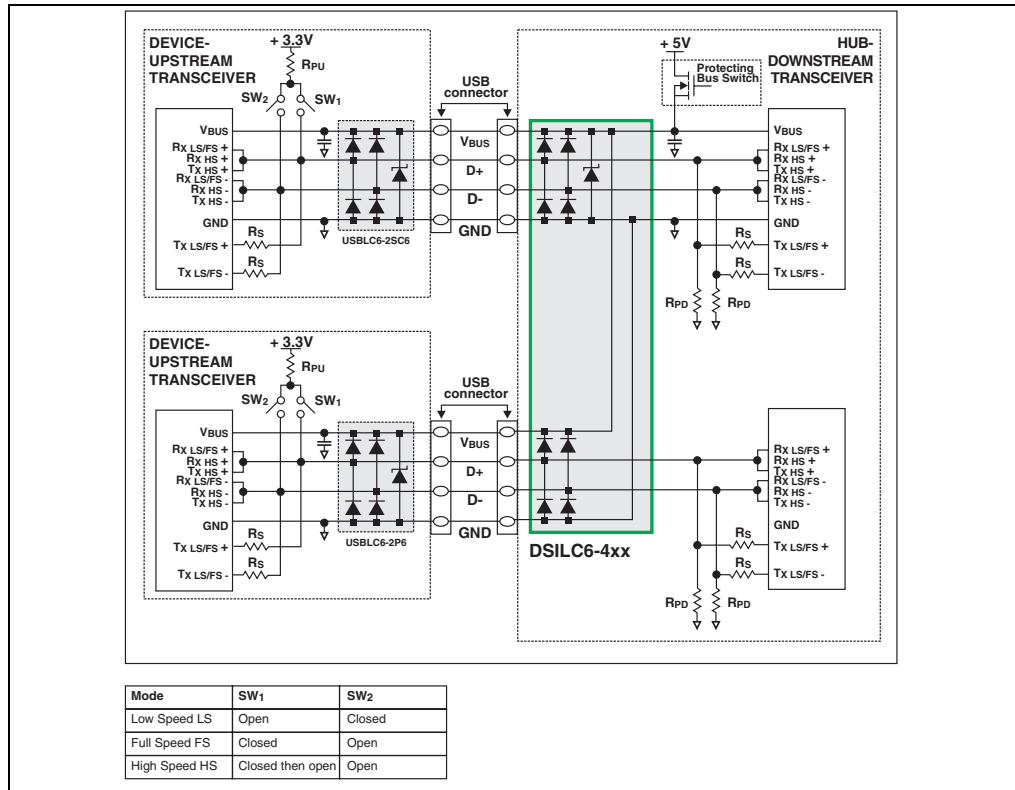 DEVICE-
UPSTREAM
TRANSCEIVER
+ 3.3V
RPU
SW2
SW1
VBUS
RX LS/FS +
RX HS +
TX HS +
RX LS/FS -
RX HS -
TX HS -
GND
TX LS/FS +
TX LS/FS -
RS
RS
USBLC6-2SC6
USB
connector
VBUS
D+
D-
GND
+ 5V
Protecting
Bus Switch
HUB-
DOWNSTREAM
TRANSCEIVER
VBUS
RX LS/FS +
RX HS +
TX HS +
RX LS/FS -
RX HS -
TX HS -
GND
TX LS/FS +
TX LS/FS -
RS
RS
RPD
RPD
DEVICE-
UPSTREAM
TRANSCEIVER
+ 3.3V
RPU
SW2
SW1
VBUS
RX LS/FS +
RX HS +
TX HS +
RX LS/FS -
RX HS -
TX HS -
GND
TX LS/FS +
TX LS/FS -
RS
RS
USBLC6-2P6
USB
connector
VBUS
D+
D-
GND
DSILC6-4xx
RX LS/FS +
RX HS +
TX HS +
RX LS/FS -
RX HS -
TX HS -
GND
TX LS/FS +
TX LS/FS -
RS
RS
RPD
RPD
Mode SW1 SW2
Low Speed LS Open Closed
Full Speed FS Closed Open
High Speed HS Closed then open Open